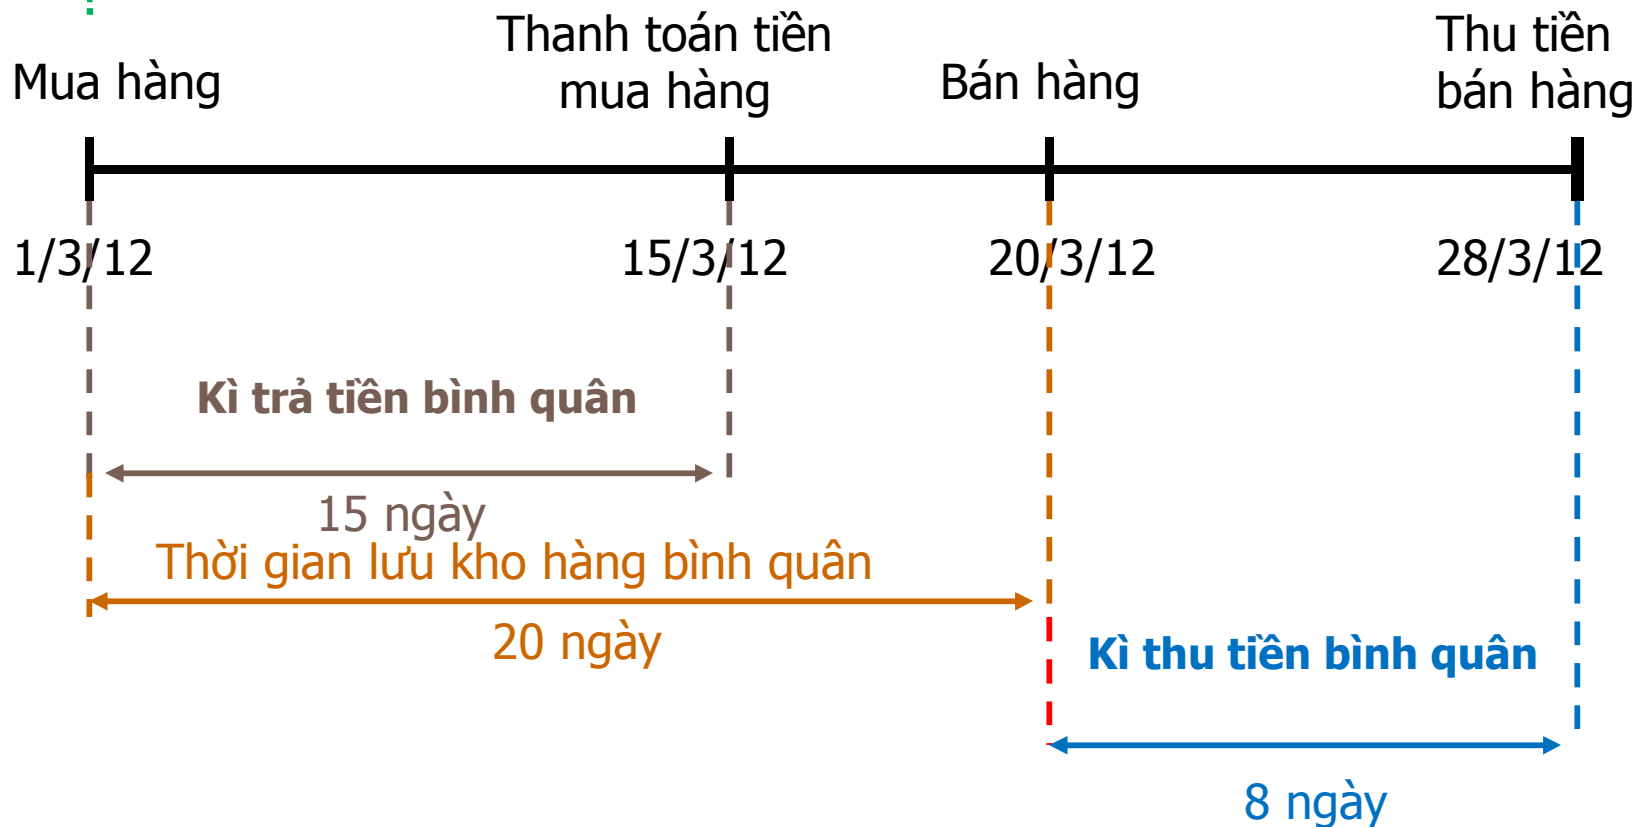 Mua hàng
Thanh toán tiền
mua hàng
Bán hàng
Thu tiền
bán hàng
1/3/12
15/3/12
20/3/12
28/3/12
Kì trả tiền bình quân
15 ngày
Thời gian lưu kho hàng bình quân
20 ngày
Kì thu tiền bình quân
8 ngày